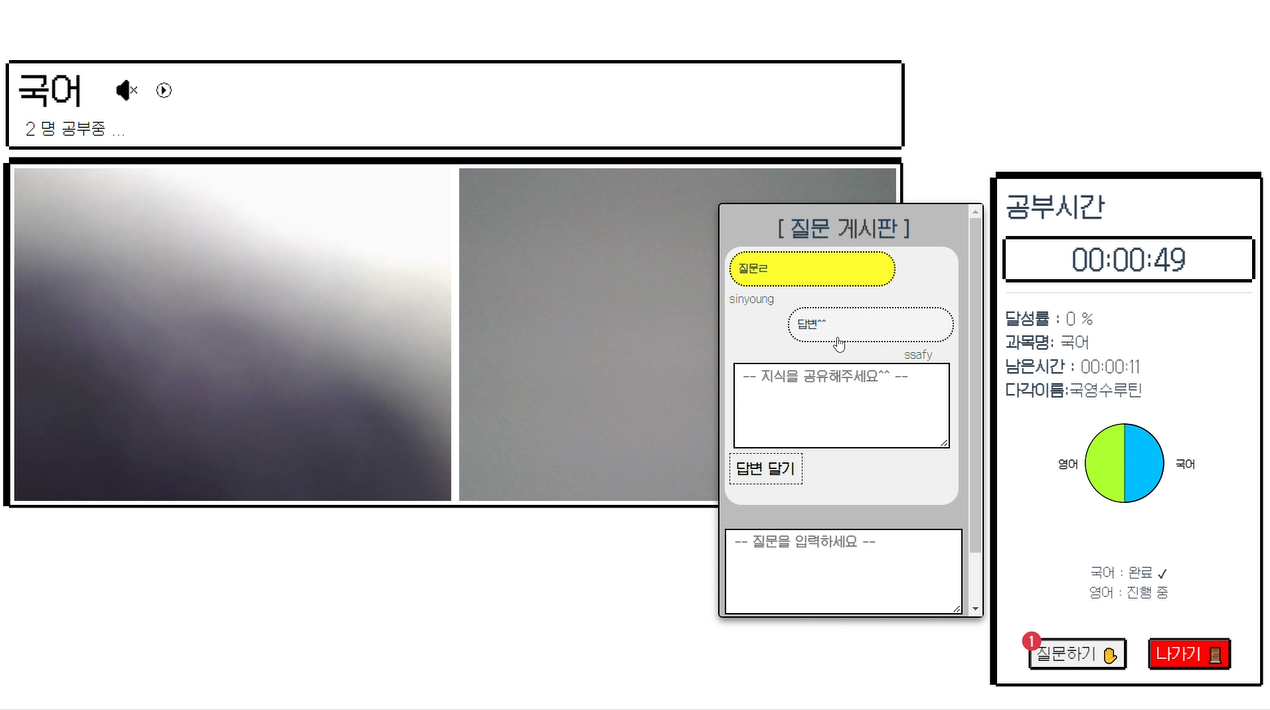 국어
2 명 공부중 ...
[ 질문 게시판 ]
질문ㄹ
sinyoung
답변^^
ssafy
-- 지식을 공유해주세요^^ --
답변 달기
-- 질문을 입력하세요 --
공부시간
00:00:49
달성률 : 0 %
과목명: 국어
남은시간 : 00:00:11
다각이름:국영수루틴
영어
국어
국어 : 완료 ✓
영어 : 진행 중
1
질문하기
나가기